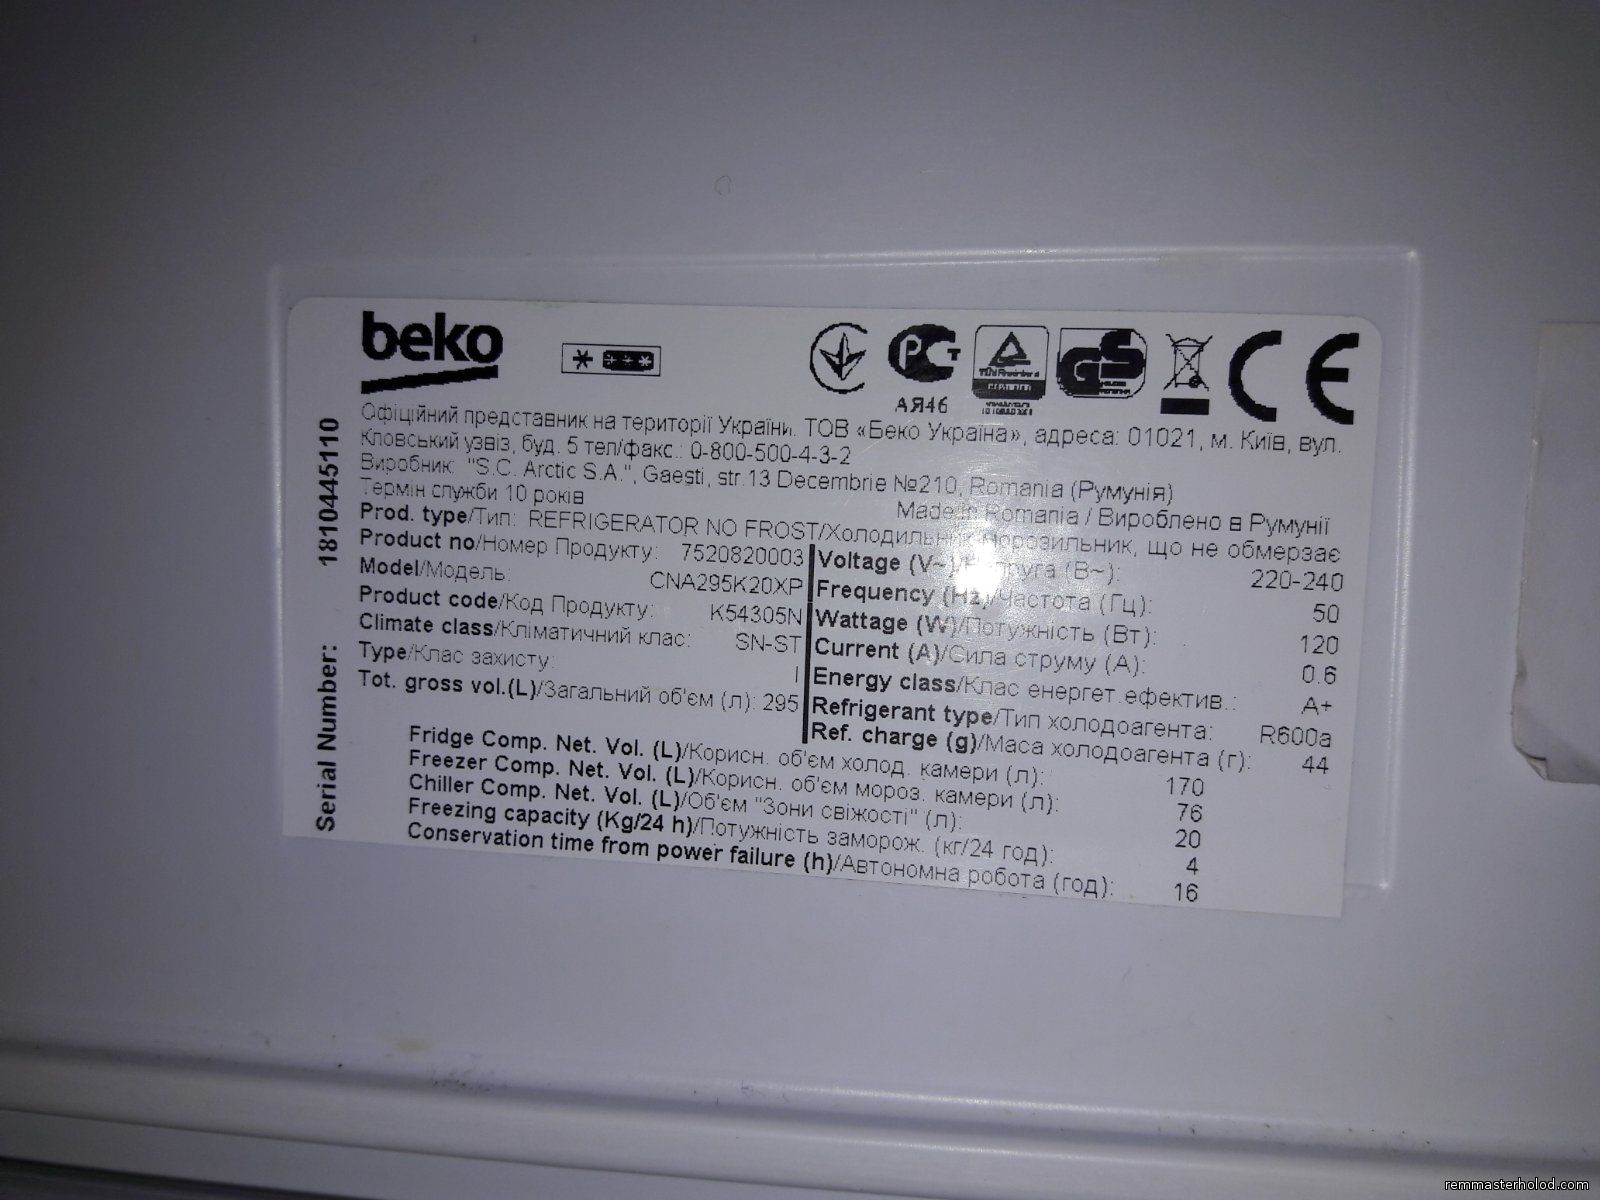 beko
АЯ46
Офіційний представник на території України. ТОВ «Беко Україна», адреса: 01021, м. Київ, вул.
Кловський узвіз, буд. 5 тел/факс.: 0-800-500-4-3-2
Виробник: "S.C. Arctic S.A.", Gaesti, str.13 Decembrie №210, Romania (Румунія)
Термін служби 10 років
Made in Romania / Вироблено в Румунії
Prod. type/Тип: REFRIGERATOR NO FROST/Холодильник-морозильник, що не обмерзає
Product no/Номер Продукту: 7520820003
Model/Модель: CNA295K20XP
Product code/Код Продукту: K54305N
Climate class/Кліматичний клас: SN-ST
Type/Клас захисту: I
Tot. gross vol.(L)/Загальний об'єм (л): 295
Voltage (V~)/Напруга (В~): 220-240
Frequency (Hz)/Частота (Гц): 50
Wattage (W)/Потужність (Вт): 120
Current (A)/Сила струму (А): 0.6
Energy class/Клас енергет.ефектив.: A+
Refrigerant type/Тип холодоагента: R600a
Ref. charge (g)/Маса холодоагента (г): 44
Fridge Comp. Net. Vol. (L)/Корисн. об'єм холод. камери (л): 170
Freezer Comp. Net. Vol. (L)/Корисн. об'єм мороз. камери (л): 76
Chiller Comp. Net. Vol. (L)/Об'єм "Зони свіжості" (л): 20
Freezing capacity (Kg/24 h)/Потужність заморож. (кг/24 год): 4
Conservation time from power failure (h)/Автономна робота (год): 16
Serial Number: 1810445110
remmasterholod.com